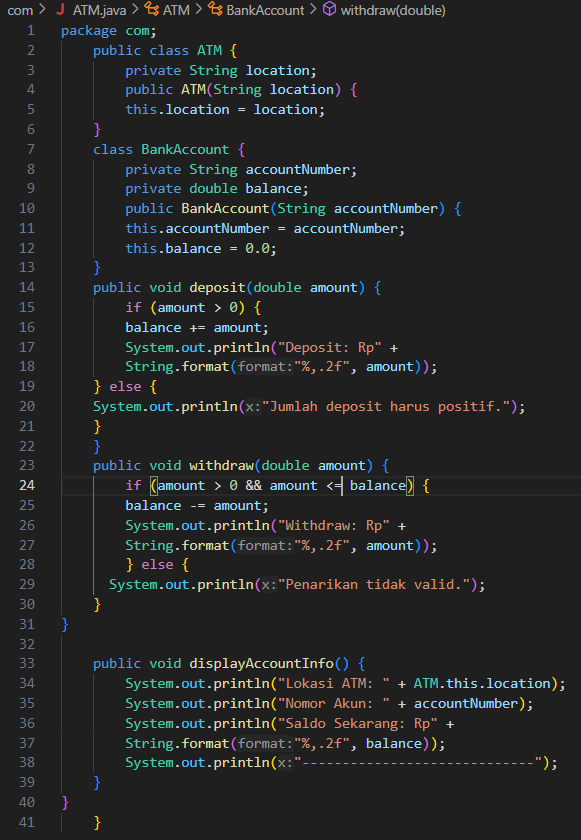 com > J ATM.java > ATM > BankAccount > withdraw(double)
1 package com;
2 public class ATM {
3 private String location;
4 public ATM(String location) {
5 this.location = location;
6 }
7 class BankAccount {
8 private String accountNumber;
9 private double balance;
10 public BankAccount(String accountNumber) {
11 this.accountNumber = accountNumber;
12 this.balance = 0.0;
13 }
14 public void deposit(double amount) {
15 if (amount > 0) {
16 balance += amount;
17 System.out.println("Deposit: Rp" +
18 String.format(format:"%,.2f", amount));
19 } else {
20 System.out.println(x:"Jumlah deposit harus positif.");
21 }
22 }
23 public void withdraw(double amount) {
24 if (amount > 0 && amount <= balance) {
25 balance -= amount;
26 System.out.println("Withdraw: Rp" +
27 String.format(format:"%,.2f", amount));
28 } else {
29 System.out.println(x:"Penarikan tidak valid.");
30 }
31 }
32
33 public void displayAccountInfo() {
34 System.out.println("Lokasi ATM: " + ATM.this.location);
35 System.out.println("Nomor Akun: " + accountNumber);
36 System.out.println("Saldo Sekarang: Rp" +
37 String.format(format:"%,.2f", balance));
38 System.out.println(x:"-----------------------------");
39 }
40 }
41 }